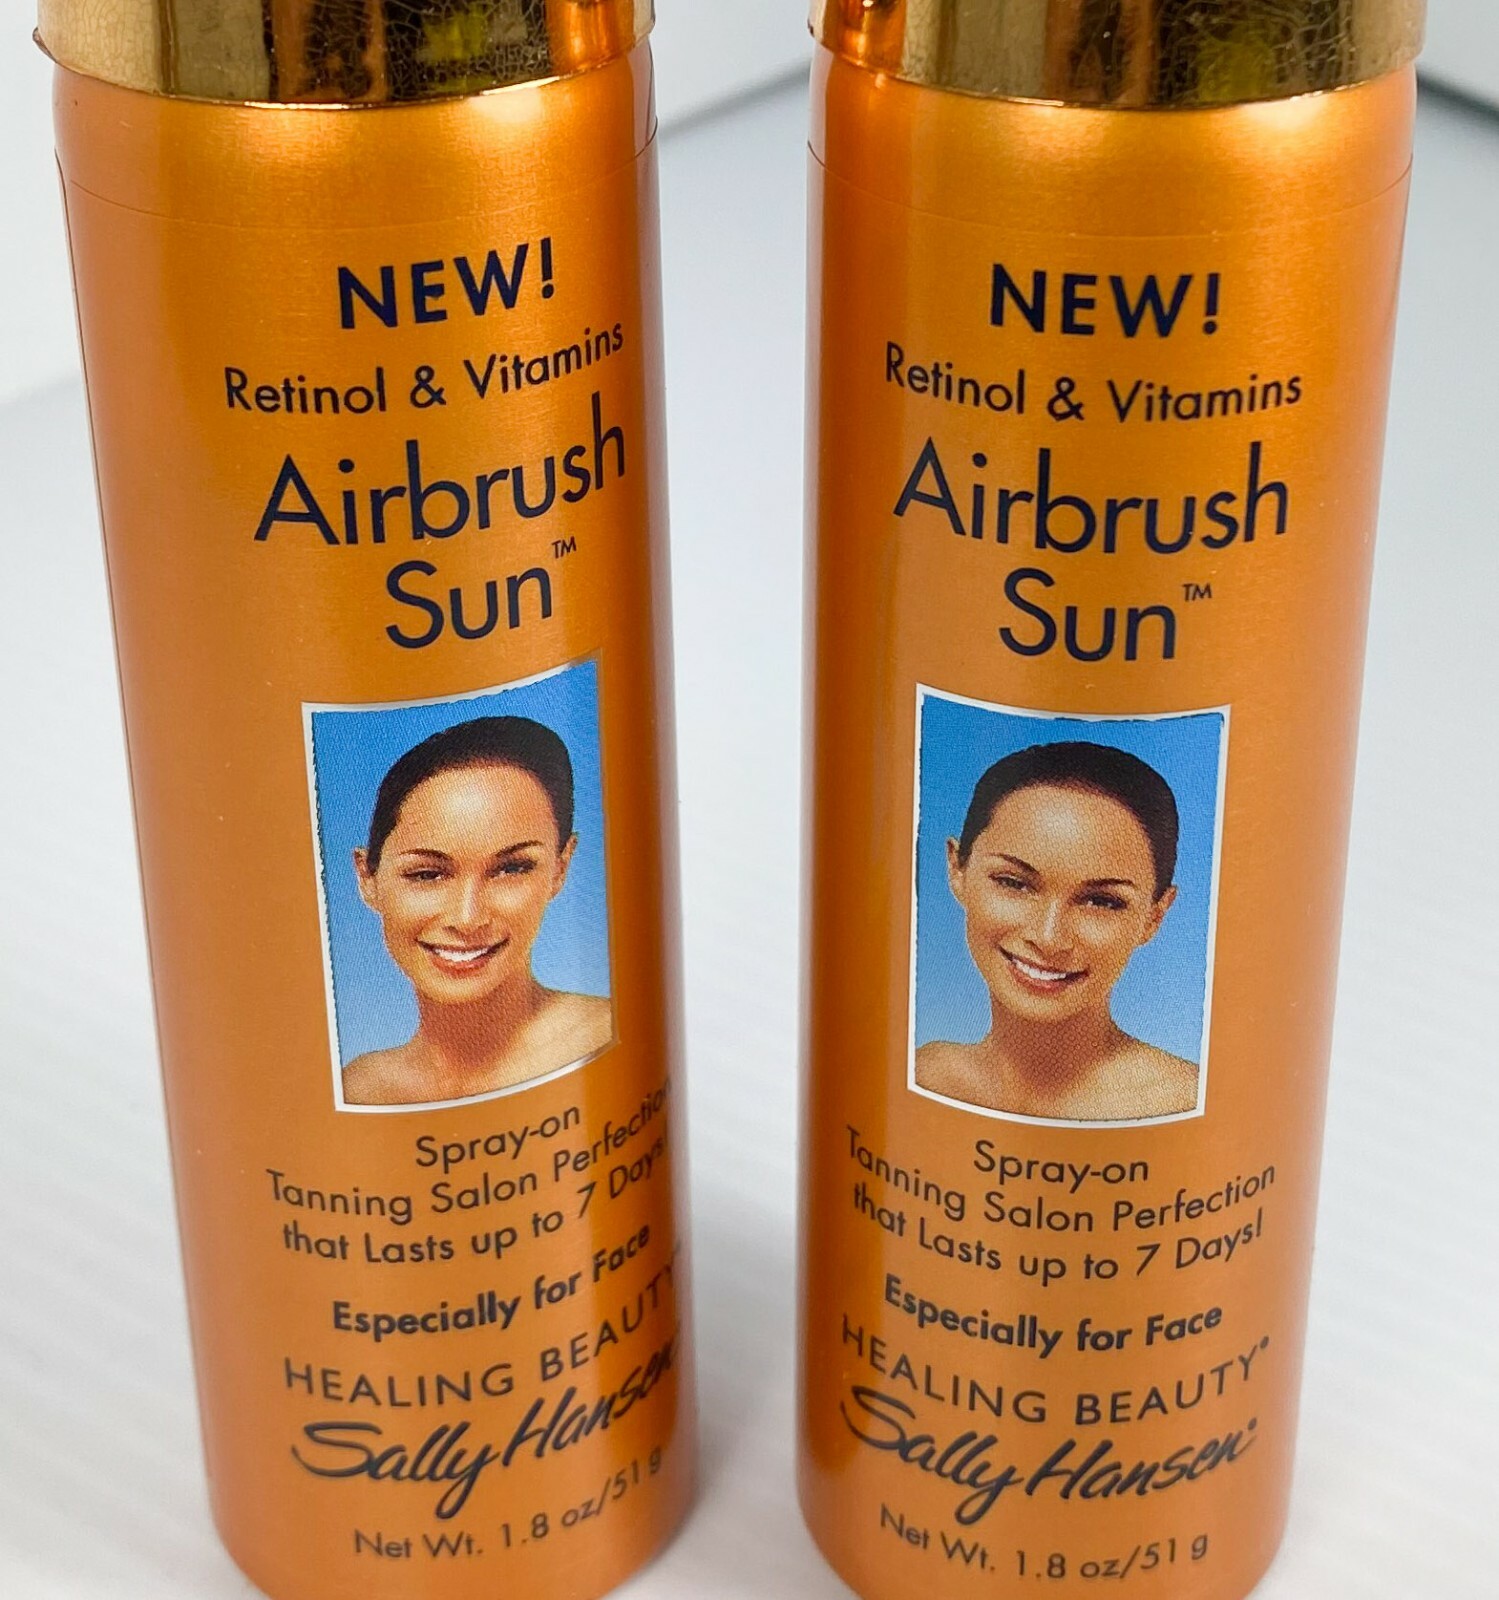 NEW!
Retinol & Vitamins
Airbrush
Sun™
Spray-on
Tanning Salon Perfection
that Lasts up to 7 Days!
Especially for Face
HEALING BEAUTY
Sally Hansen
Net Wt. 1.8 oz/51 g
NEW!
Retinol & Vitamins
Airbrush
Sun™
Spray-on
Tanning Salon Perfection
that Lasts up to 7 Days!
Especially for Face
HEALING BEAUTY®
Sally Hansen®
Net Wt. 1.8 oz/51 g